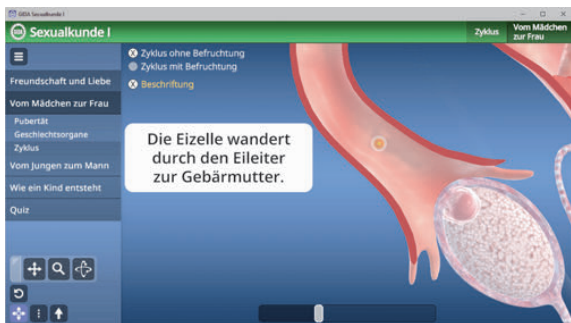 GIDA Sexualkunde I
GIDA
Sexualkunde I
Zyklus
Vom Mädchen
zur Frau
Freundschaft und Liebe
Vom Mädchen zur Frau
Pubertät
Geschlechtsorgane
Zyklus
Vom Jungen zum Mann
Wie ein Kind entsteht
Quiz
Zyklus ohne Befruchtung
Zyklus mit Befruchtung
Beschriftung
Die Eizelle wandert
durch den Eileiter
zur Gebärmutter.